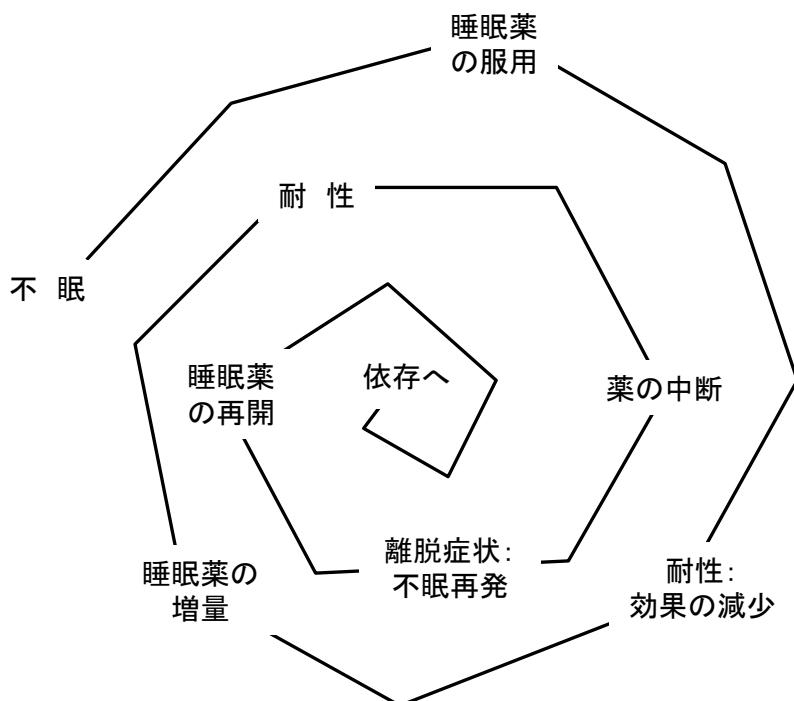 不 眠
睡眠薬
の服用
耐性：
効果の減少
睡眠薬の
増量
耐 性
薬の中断
離脱症状：
不眠再発
睡眠薬
の再開
依存へ